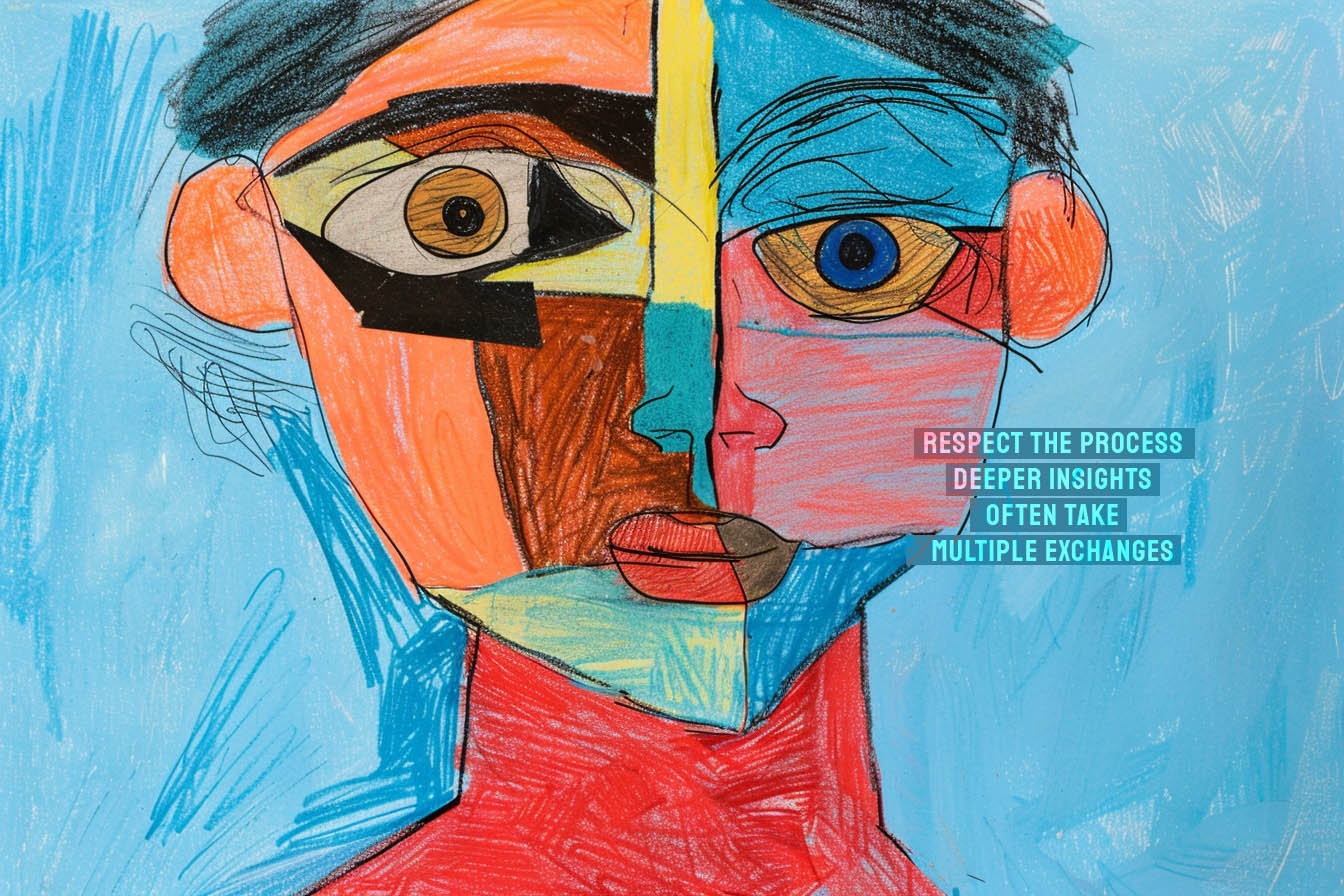 RESPECT THE PROCESS
DEEPER INSIGHTS
OFTEN TAKE
MULTIPLE EXCHANGES